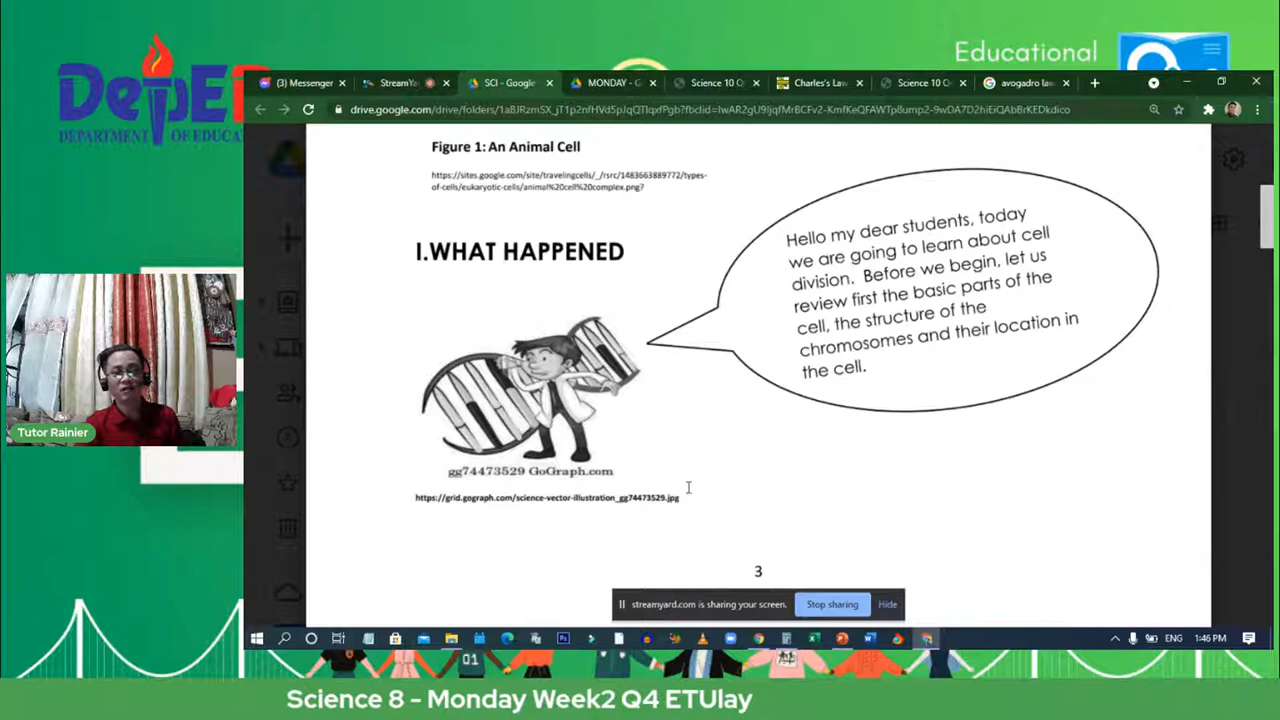 DepED
DEPARTMENT OF EDUCA
Educational
(3) Messenger
StreamYa
SCI - Google
MONDAY - G
Science 10 Q
Charles's Law
Science 10 Q
avogadro law
drive.google.com/drive/folders/
Figure 1: An Animal Cell
https://sites.google.com/site/travelingcells/_/rsrc/1483663889772/types-
of-cells/eukaryotic-cells/animal%20cell%20complex.png?
I.WHAT HAPPENED
Hello my dear students, today
we are going to learn about cell
division. Before we begin, let us
review first the basic parts of the
cell, the structure of the
chromosomes and their location in
the cell.
gg74473529 GoGraph.com
https://grid.gograph.com/science-vector-illustration_gg74473529.jpg
3
Tutor Rainier
streamyard.com is sharing your screen.
Stop sharing
Hide
ENG
1:46 PM
Science 8 - Monday Week2 Q4 ETUlay